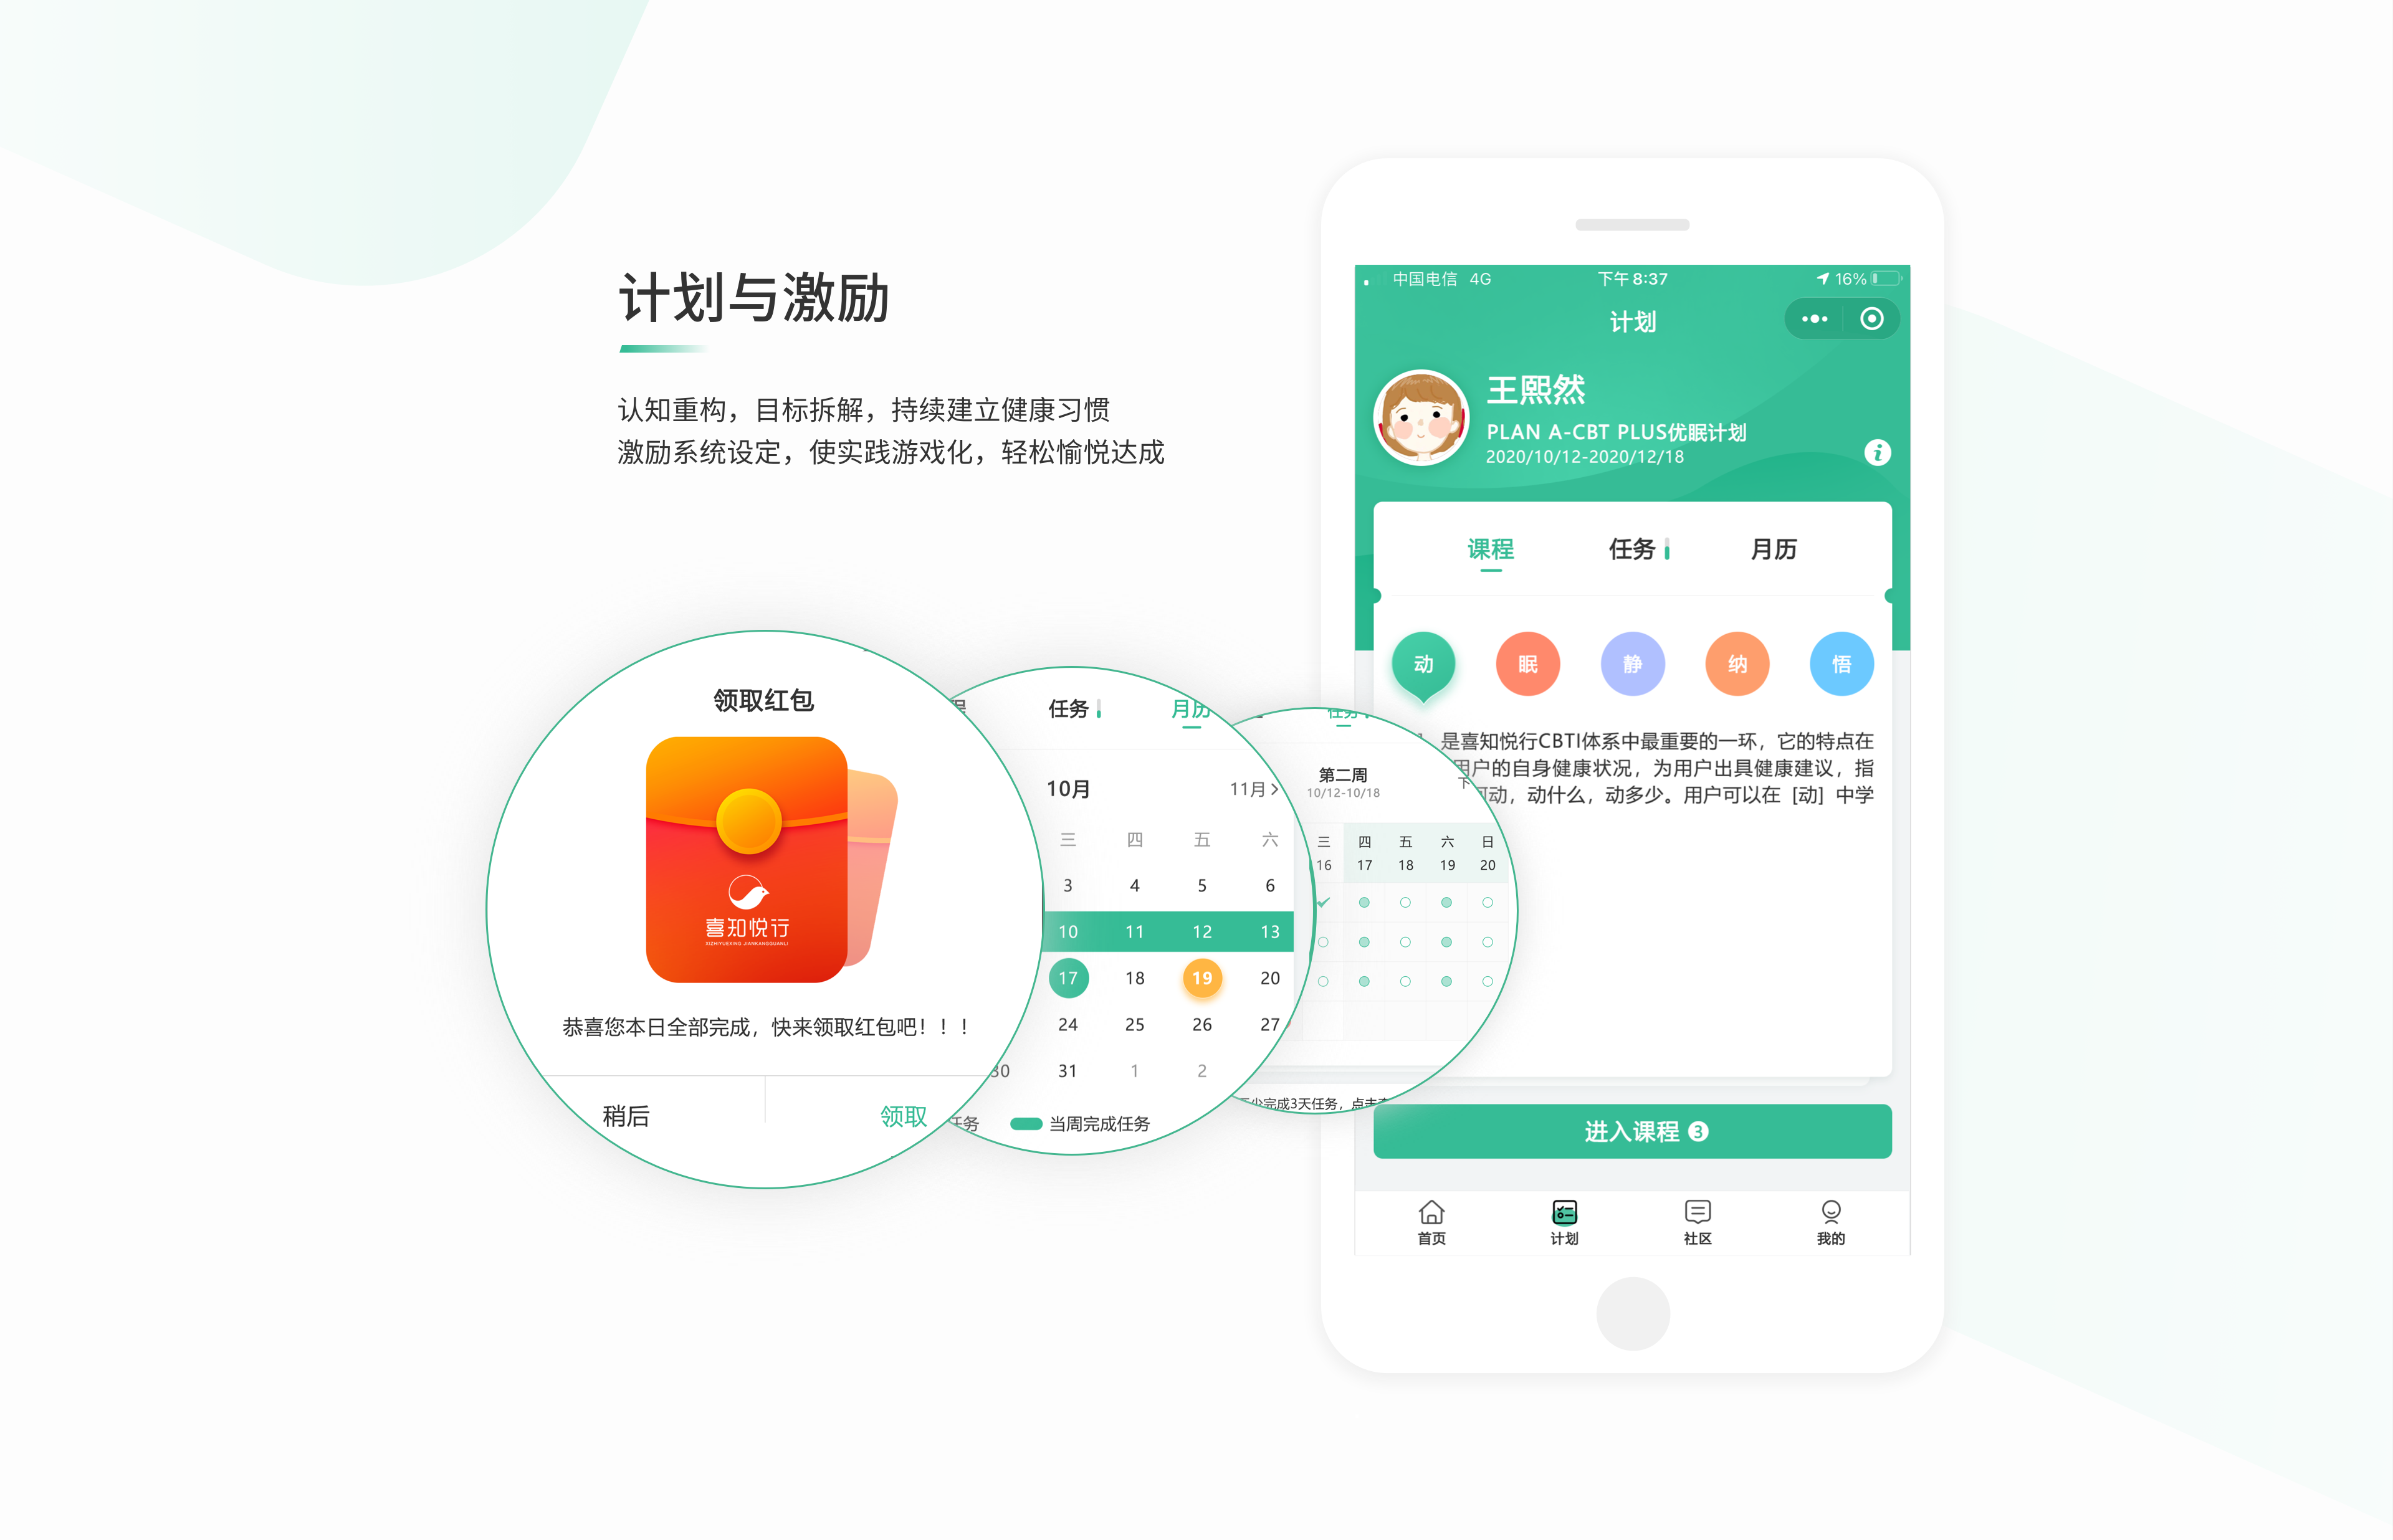 计划与激励
认知重构，目标拆解，持续建立健康习惯
激励系统设定，使实践游戏化，轻松愉悦达成
领取红包
喜知悦行
XIZHIYUEXING JIANKANGGUANLI
恭喜您本日全部完成，快来领取红包吧！！！
稍后 领取
任务 月历
10月 11月
三 四 五 六
3 4 5 6
10 11 12 13
17 18 19 20
24 25 26 27
30 31 1 2
任务 当周完成任务
任务
第二周 下
10/12-10/18
三 四 五 六 日
16 17 18 19 20
少完成3天任务，点击
中国电信 4G 下午8:37 16%
计划
王熙然
PLAN A-CBT PLUS优眠计划
2020/10/12-2020/12/18
课程 任务 月历
动 眠 静 纳 悟
是喜知悦行CBTI体系中最重要的一环，它的特点在
用户的自身健康状况，为用户出具健康建议，指
动，动什么，动多少。用户可以在 [动] 中学
进入课程 3
首页 计划 社区 我的